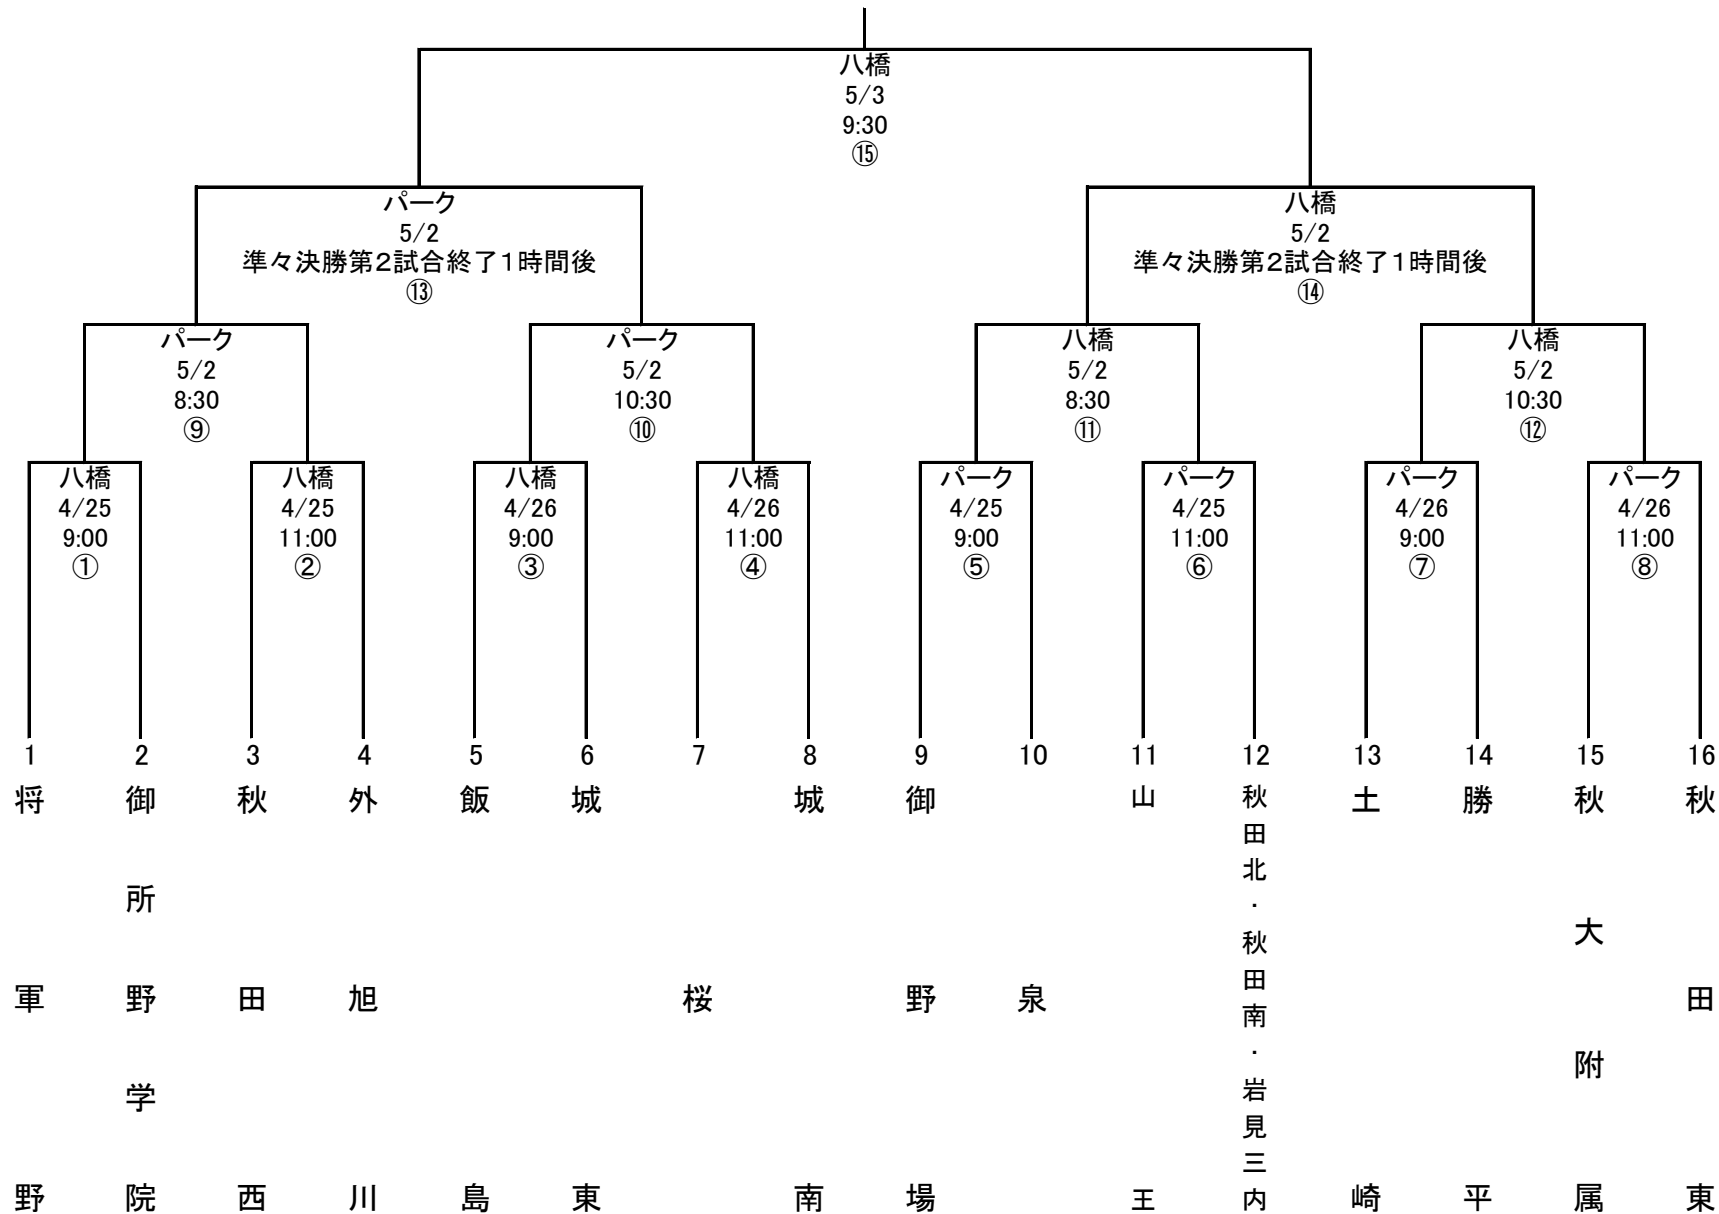 八橋
5/3
9:30
⑮
パーク
5/2
準々決勝第2試合終了1時間後
⑬
八橋
5/2
準々決勝第2試合終了1時間後
⑭
パーク
5/2
8:30
⑨
パーク
5/2
10:30
⑩
八橋
5/2
8:30
⑪
八橋
5/2
10:30
⑫
八橋
4/25
9:00
①
八橋
4/25
11:00
②
八橋
4/26
9:00
③
八橋
4/26
11:00
④
パーク
4/25
9:00
⑤
パーク
4/25
11:00
⑥
パーク
4/26
9:00
⑦
パーク
4/26
11:00
⑧
1
将軍野
2
御所野学院
3
秋田西
4
外旭川
5
飯島
6
城東
7
桜
8
城南
9
御野場
10
泉
11
山王
12
秋田北・秋田南・岩見三内
13
土崎
14
勝平
15
秋大附属
16
秋田東